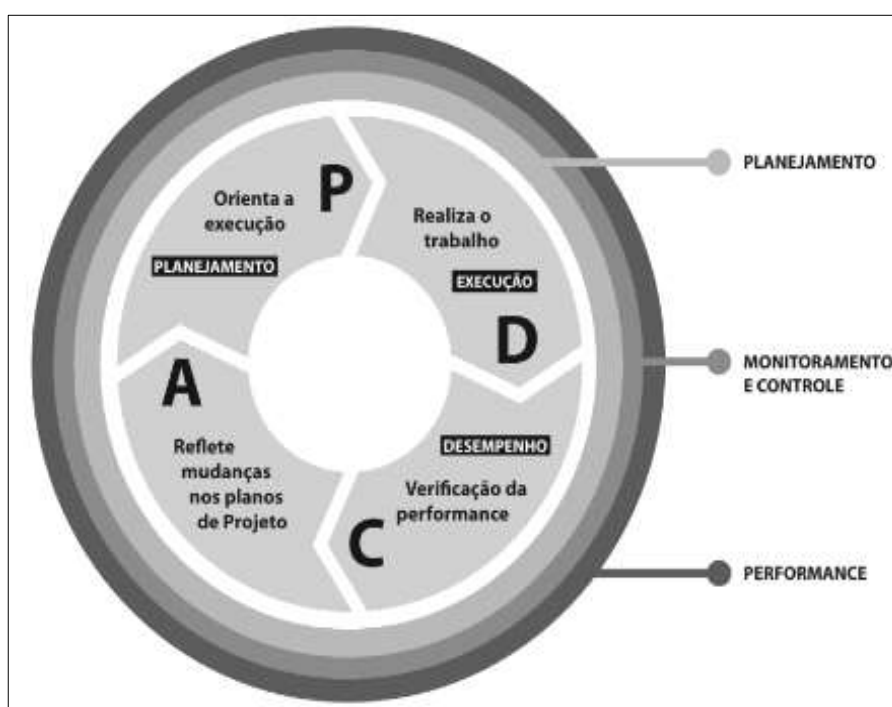 P
Orienta a
execução
PLANEJAMENTO
Realiza o
trabalho
EXECUÇÃO
D
DESEMPENHO
Verificação da
performance
C
A
Reflete
mudanças
nos planos
de Projeto
PLANEJAMENTO
MONITORAMENTO
E CONTROLE
PERFORMANCE